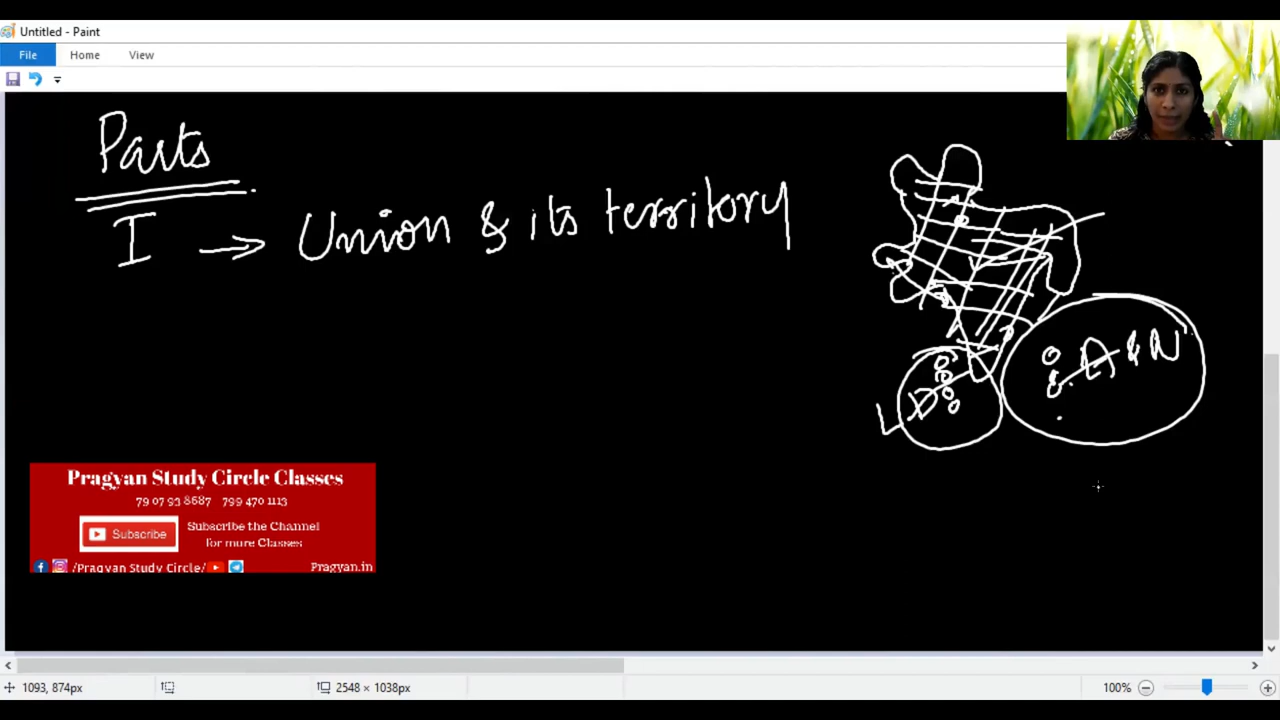 Untitled - Paint
File Home View
Parts
I → Union & its territory
A & N
LD
Pragyan Study Circle Classes
79 07 93 8687 799 470 1113
Subscribe
Subscribe the Channel
for more Classes
/Pragyan Study Circle/
Pragyan.in
1093, 874px
2548 × 1038px
100%